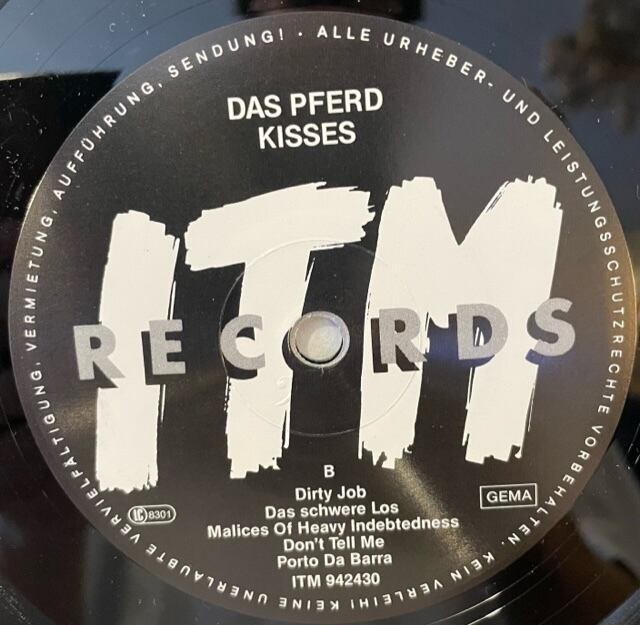 ALLE URHEBER- UND LEISTUNGSSCHUTZRECHTE VORBEHALTEN. KEIN VERLEIH! KEINE UNERLAUBTE VERVIELFÄLTIGUNG, VERMIETUNG, AUFFÜHRUNG, SENDUNG! ·
DAS PFERD
KISSES
ITM
RECORDS
B
Dirty Job
Das schwere Los
Malices Of Heavy Indebtedness
Don't Tell Me
Porto Da Barra
ITM 942430
LC 8301
GEMA